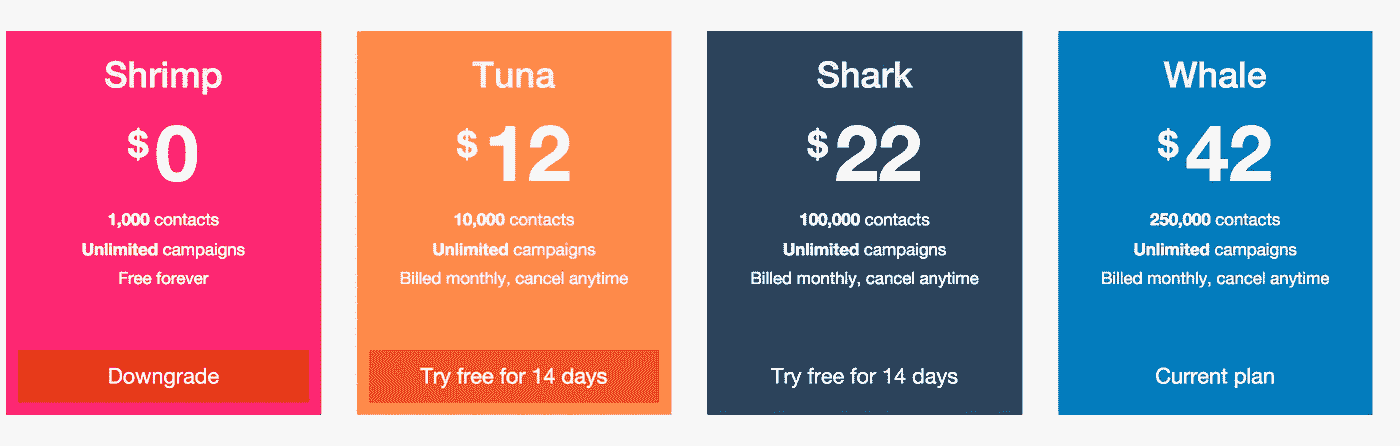 Shrimp
$0
1,000 contacts
Unlimited campaigns
Free forever
Downgrade
Tuna
$12
10,000 contacts
Unlimited campaigns
Billed monthly, cancel anytime
Try free for 14 days
Shark
$22
100,000 contacts
Unlimited campaigns
Billed monthly, cancel anytime
Try free for 14 days
Whale
$42
250,000 contacts
Unlimited campaigns
Billed monthly, cancel anytime
Current plan